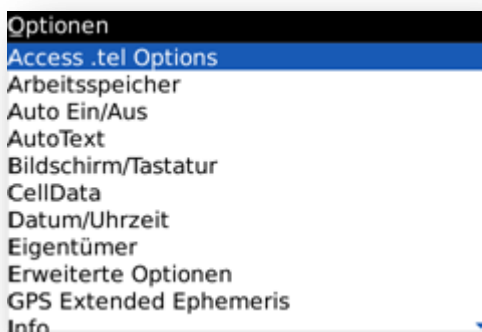 Optionen
Access .tel Options
Arbeitsspeicher
Auto Ein/Aus
AutoText
Bildschirm/Tastatur
CellData
Datum/Uhrzeit
Eigentümer
Erweiterte Optionen
GPS Extended Ephemeris
Info